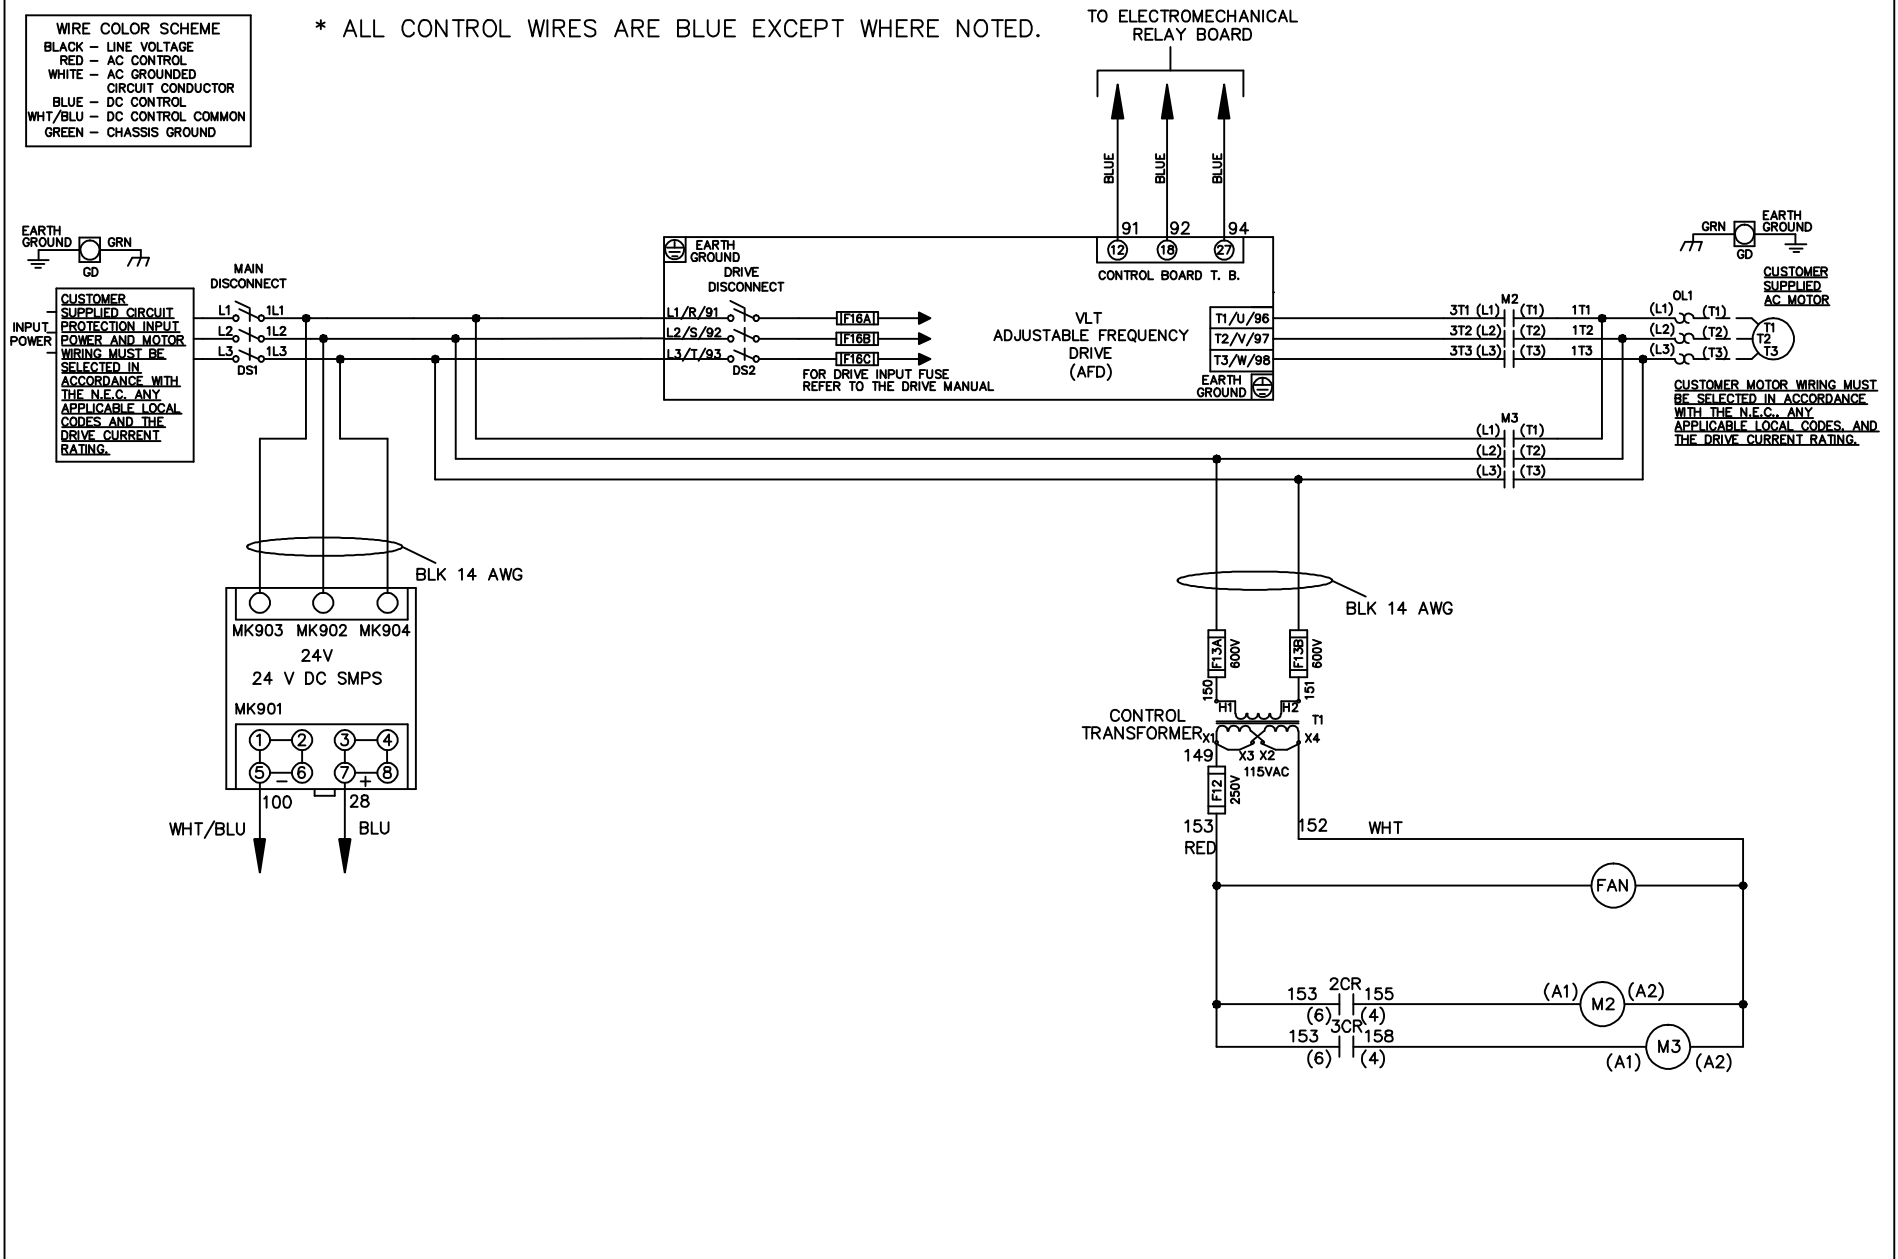 WIRE COLOR SCHEME
BLACK – LINE VOLTAGE
RED – AC CONTROL
WHITE – AC GROUNDED
CIRCUIT CONDUCTOR
BLUE – DC CONTROL
WHT/BLU – DC CONTROL COMMON
GREEN – CHASSIS GROUND
* ALL CONTROL WIRES ARE BLUE EXCEPT WHERE NOTED.
TO ELECTROMECHANICAL
RELAY BOARD
BLUE
BLUE
BLUE
91 92 94
12 18 27
CONTROL BOARD T. B.
EARTH
GROUND
GRN
GD
INPUT
POWER
CUSTOMER
SUPPLIED CIRCUIT
PROTECTION INPUT
POWER AND MOTOR
WIRING MUST BE
SELECTED IN
ACCORDANCE WITH
THE N.E.C. ANY
APPLICABLE LOCAL
CODES AND THE
DRIVE CURRENT
RATING.
MAIN
DISCONNECT
L1 1L1
L2 1L2
L3 1L3
DS1
EARTH
GROUND
DRIVE
DISCONNECT
L1/R/91
L2/S/92
L3/T/93
DS2
F16A
F16B
F16C
FOR DRIVE INPUT FUSE
REFER TO THE DRIVE MANUAL
VLT
ADJUSTABLE FREQUENCY
DRIVE
(AFD)
T1/U/96
T2/V/97
T3/W/98
EARTH
GROUND
M2
3T1 (L1) (T1) 1T1
3T2 (L2) (T2) 1T2
3T3 (L3) (T3) 1T3
M3
(L1) (T1)
(L2) (T2)
(L3) (T3)
OL1
(L1) (T1)
(L2) (T2)
(L3) (T3)
T1
T2
T3
GRN
GD
EARTH
GROUND
CUSTOMER
SUPPLIED
AC MOTOR
CUSTOMER MOTOR WIRING MUST
BE SELECTED IN ACCORDANCE
WITH THE N.E.C., ANY
APPLICABLE LOCAL CODES, AND
THE DRIVE CURRENT RATING.
BLK 14 AWG
MK903 MK902 MK904
24V
24 V DC SMPS
MK901
1 2 3 4
5 6 7 8
– +
100 28
WHT/BLU BLU
BLK 14 AWG
F13A
600V
F13B
600V
150
151
H1 H2
T1
CONTROL
TRANSFORMER
X1 X3 X2 X4
149
115VAC
F12
250V
153
RED
152 WHT
FAN
2CR
153 155
(6) (4)
(A1) M2 (A2)
3CR
153 158
(6) (4)
(A1) M3 (A2)